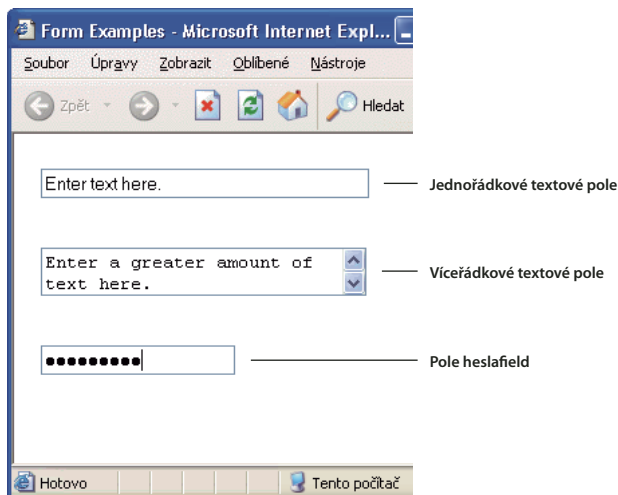 Form Examples - Microsoft Internet Expl...
Soubor Úpravy Zobrazit Oblíbené Nástroje
Zpět Hledat
Enter text here.
Jednořádkové textové pole
Enter a greater amount of
text here.
Víceřádkové textové pole
●●●●●●●●●
Pole heslafield
Hotovo Tento počítač